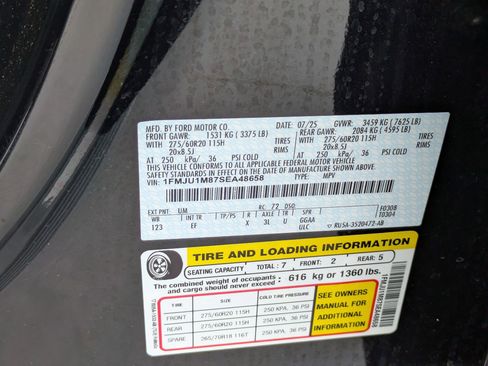 MFD. BY FORD MOTOR CO. 07/25 GVWR: 3459 KG ( 7625 LB)
FRONT GAWR: 1531 KG ( 3375 LB) REAR GAWR: 2084 KG ( 4595 LB)
WITH 275/60R20 115H WITH 275/60R20 115H
20x8.5J 20x8.5J
AT 250 kPa/ 36 PSI COLD AT 250 kPa/ 36 PSI COLD
THIS VEHICLE CONFORMS TO ALL APPLICABLE FEDERAL MOTOR VEHICLE
SAFETY STANDARDS IN EFFECT ON THE DATE OF MANUFACTURE SHOWN ABOVE.
VIN: 1FMJU1M87SEA48658
TYPE: MPV
EXT PNT: UM RC: 72 DSO: F0308
WB INT TR TP/PS R AXLE TR SPR T0304
123 EF X 3L U GGAA
ULC RU5A-3520472-AB
TIRE AND LOADING INFORMATION
SEATING CAPACITY TOTAL : 7 FRONT: 2 REAR: 5
The combined weight of occupants and cargo should never exceed : 616 kg or 1360 lbs.
TIRE SIZE COLD TIRE PRESSURE
FRONT 275/60R20 115H 250 KPA, 36 PSI
REAR 275/60R20 115H 250 KPA, 36 PSI
SPARE 265/70R18 116T 250 KPA, 36 PSI
SEE OWNERS
MANUAL FOR
ADDITIONAL
INFORMATION